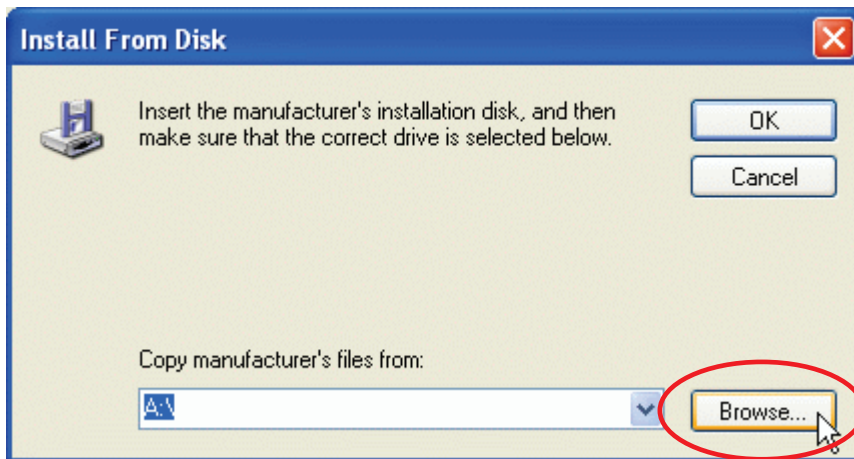 Install From Disk
Insert the manufacturer's installation disk, and then
make sure that the correct drive is selected below.
OK
Cancel
Copy manufacturer's files from:
A:\
Browse...